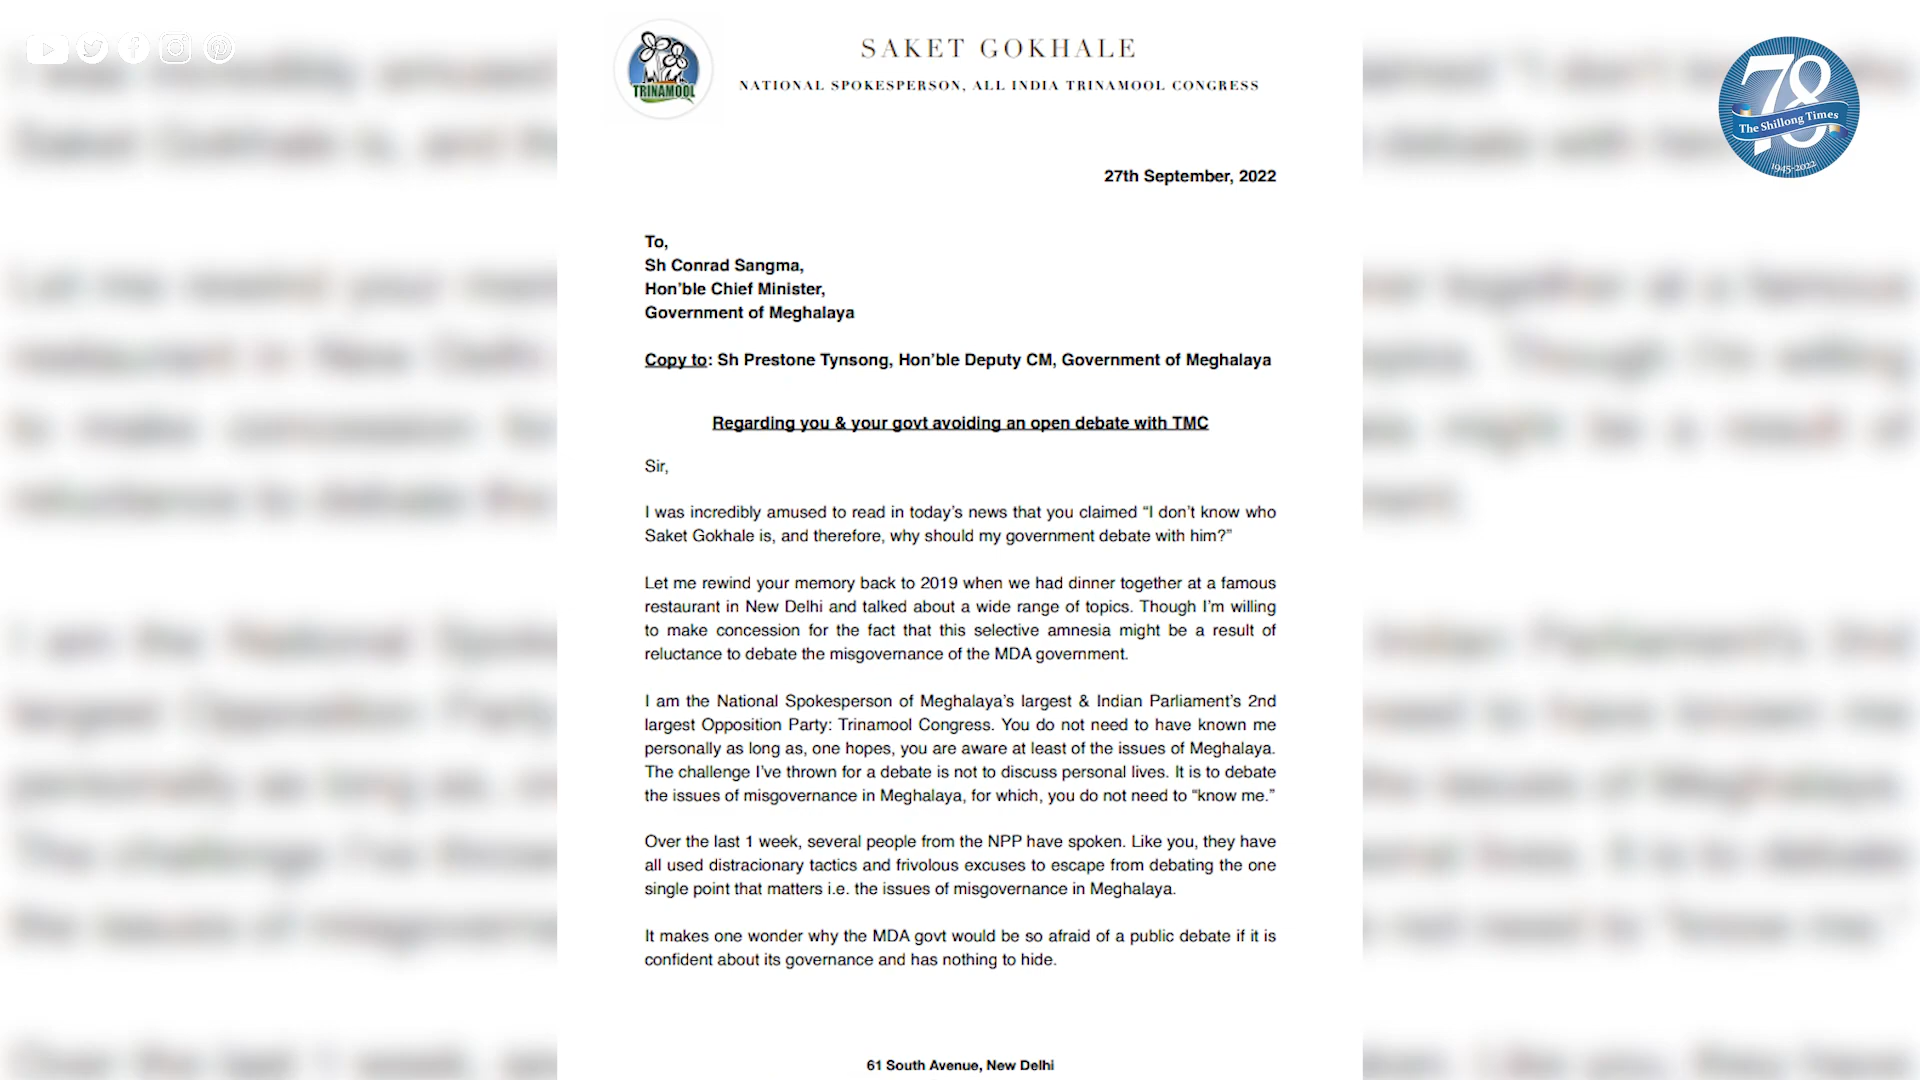 TRINAMOOL
SAKET GOKHALE
NATIONAL SPOKESPERSON, ALL INDIA TRINAMOOL CONGRESS
78
The Shillong Times
1945-2022
27th September, 2022
To,
Sh Conrad Sangma,
Hon’ble Chief Minister,
Government of Meghalaya
Copy to: Sh Prestone Tynsong, Hon’ble Deputy CM, Government of Meghalaya
Regarding you & your govt avoiding an open debate with TMC
Sir,
I was incredibly amused to read in today’s news that you claimed “I don’t know who
Saket Gokhale is, and therefore, why should my government debate with him?”
Let me rewind your memory back to 2019 when we had dinner together at a famous
restaurant in New Delhi and talked about a wide range of topics. Though I’m willing
to make concession for the fact that this selective amnesia might be a result of
reluctance to debate the misgovernance of the MDA government.
I am the National Spokesperson of Meghalaya’s largest & Indian Parliament’s 2nd
largest Opposition Party: Trinamool Congress. You do not need to have known me
personally as long as, one hopes, you are aware at least of the issues of Meghalaya.
The challenge I’ve thrown for a debate is not to discuss personal lives. It is to debate
the issues of misgovernance in Meghalaya, for which, you do not need to “know me.”
Over the last 1 week, several people from the NPP have spoken. Like you, they have
all used distracionary tactics and frivolous excuses to escape from debating the one
single point that matters i.e. the issues of misgovernance in Meghalaya.
It makes one wonder why the MDA govt would be so afraid of a public debate if it is
confident about its governance and has nothing to hide.
61 South Avenue, New Delhi